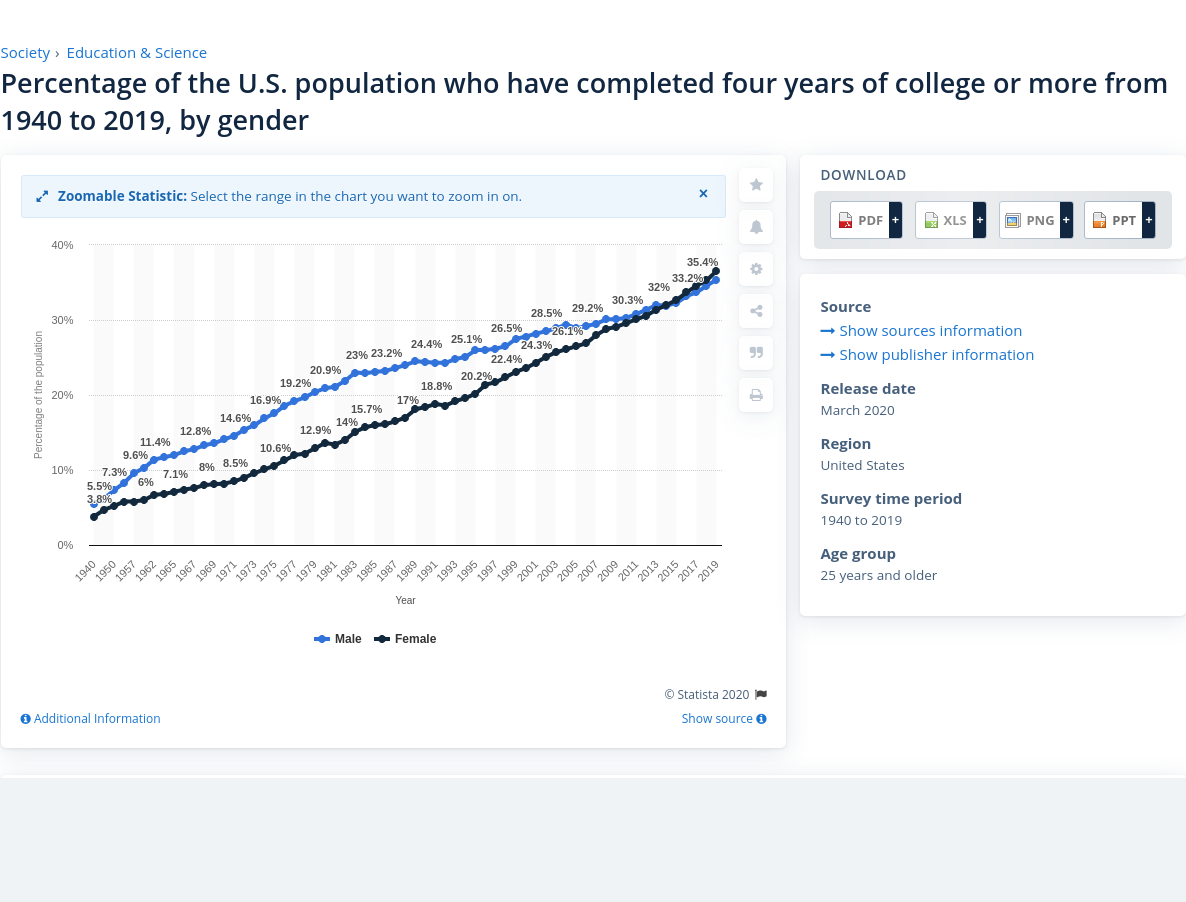 Society › Education & Science
Percentage of the U.S. population who have completed four years of college or more from
1940 to 2019, by gender
Zoomable Statistic: Select the range in the chart you want to zoom in on.
×
Percentage of the population
40%
30%
20%
10%
0%
5.5%
7.3%
9.6%
11.4%
12.8%
14.6%
16.9%
19.2%
20.9%
23%
23.2%
24.4%
25.1%
26.5%
28.5%
29.2%
30.3%
32%
33.2%
35.4%
3.8%
6%
7.1%
8%
8.5%
10.6%
12.9%
14%
15.7%
17%
18.8%
20.2%
22.4%
24.3%
26.1%
1940
1950
1957
1962
1965
1967
1969
1971
1973
1975
1977
1979
1981
1983
1985
1987
1989
1991
1993
1995
1997
1999
2001
2003
2005
2007
2009
2011
2013
2015
2017
2019
Year
Male Female
© Statista 2020
Additional Information
Show source
DOWNLOAD
PDF +
XLS +
PNG +
PPT +
Source
Show sources information
Show publisher information
Release date
March 2020
Region
United States
Survey time period
1940 to 2019
Age group
25 years and older